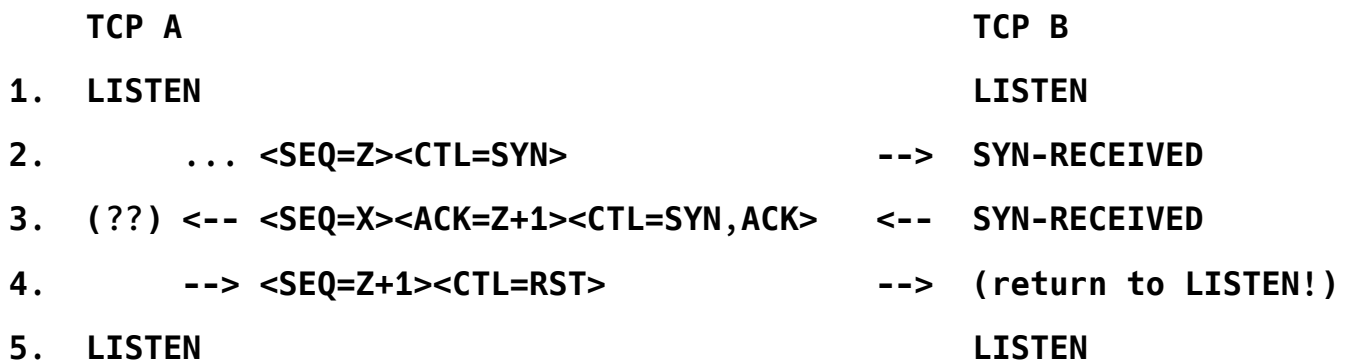 TCP A TCP B
1. LISTEN LISTEN
2. ... <SEQ=Z><CTL=SYN> --> SYN-RECEIVED
3. (??) <-- <SEQ=X><ACK=Z+1><CTL=SYN,ACK> <-- SYN-RECEIVED
4. --> <SEQ=Z+1><CTL=RST> --> (return to LISTEN!)
5. LISTEN LISTEN